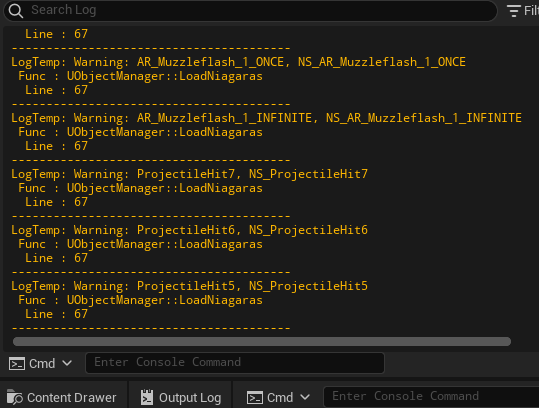 Search Log
Filt
Line : 67
----------------------------------------
LogTemp: Warning: AR_Muzzleflash_1_ONCE, NS_AR_Muzzleflash_1_ONCE
Func : UObjectManager::LoadNiagaras
Line : 67
----------------------------------------
LogTemp: Warning: AR_Muzzleflash_1_INFINITE, NS_AR_Muzzleflash_1_INFINITE
Func : UObjectManager::LoadNiagaras
Line : 67
----------------------------------------
LogTemp: Warning: ProjectileHit7, NS_ProjectileHit7
Func : UObjectManager::LoadNiagaras
Line : 67
----------------------------------------
LogTemp: Warning: ProjectileHit6, NS_ProjectileHit6
Func : UObjectManager::LoadNiagaras
Line : 67
----------------------------------------
LogTemp: Warning: ProjectileHit5, NS_ProjectileHit5
Func : UObjectManager::LoadNiagaras
Line : 67
----------------------------------------
Cmd Enter Console Command
Content Drawer Output Log Cmd Enter Console Command